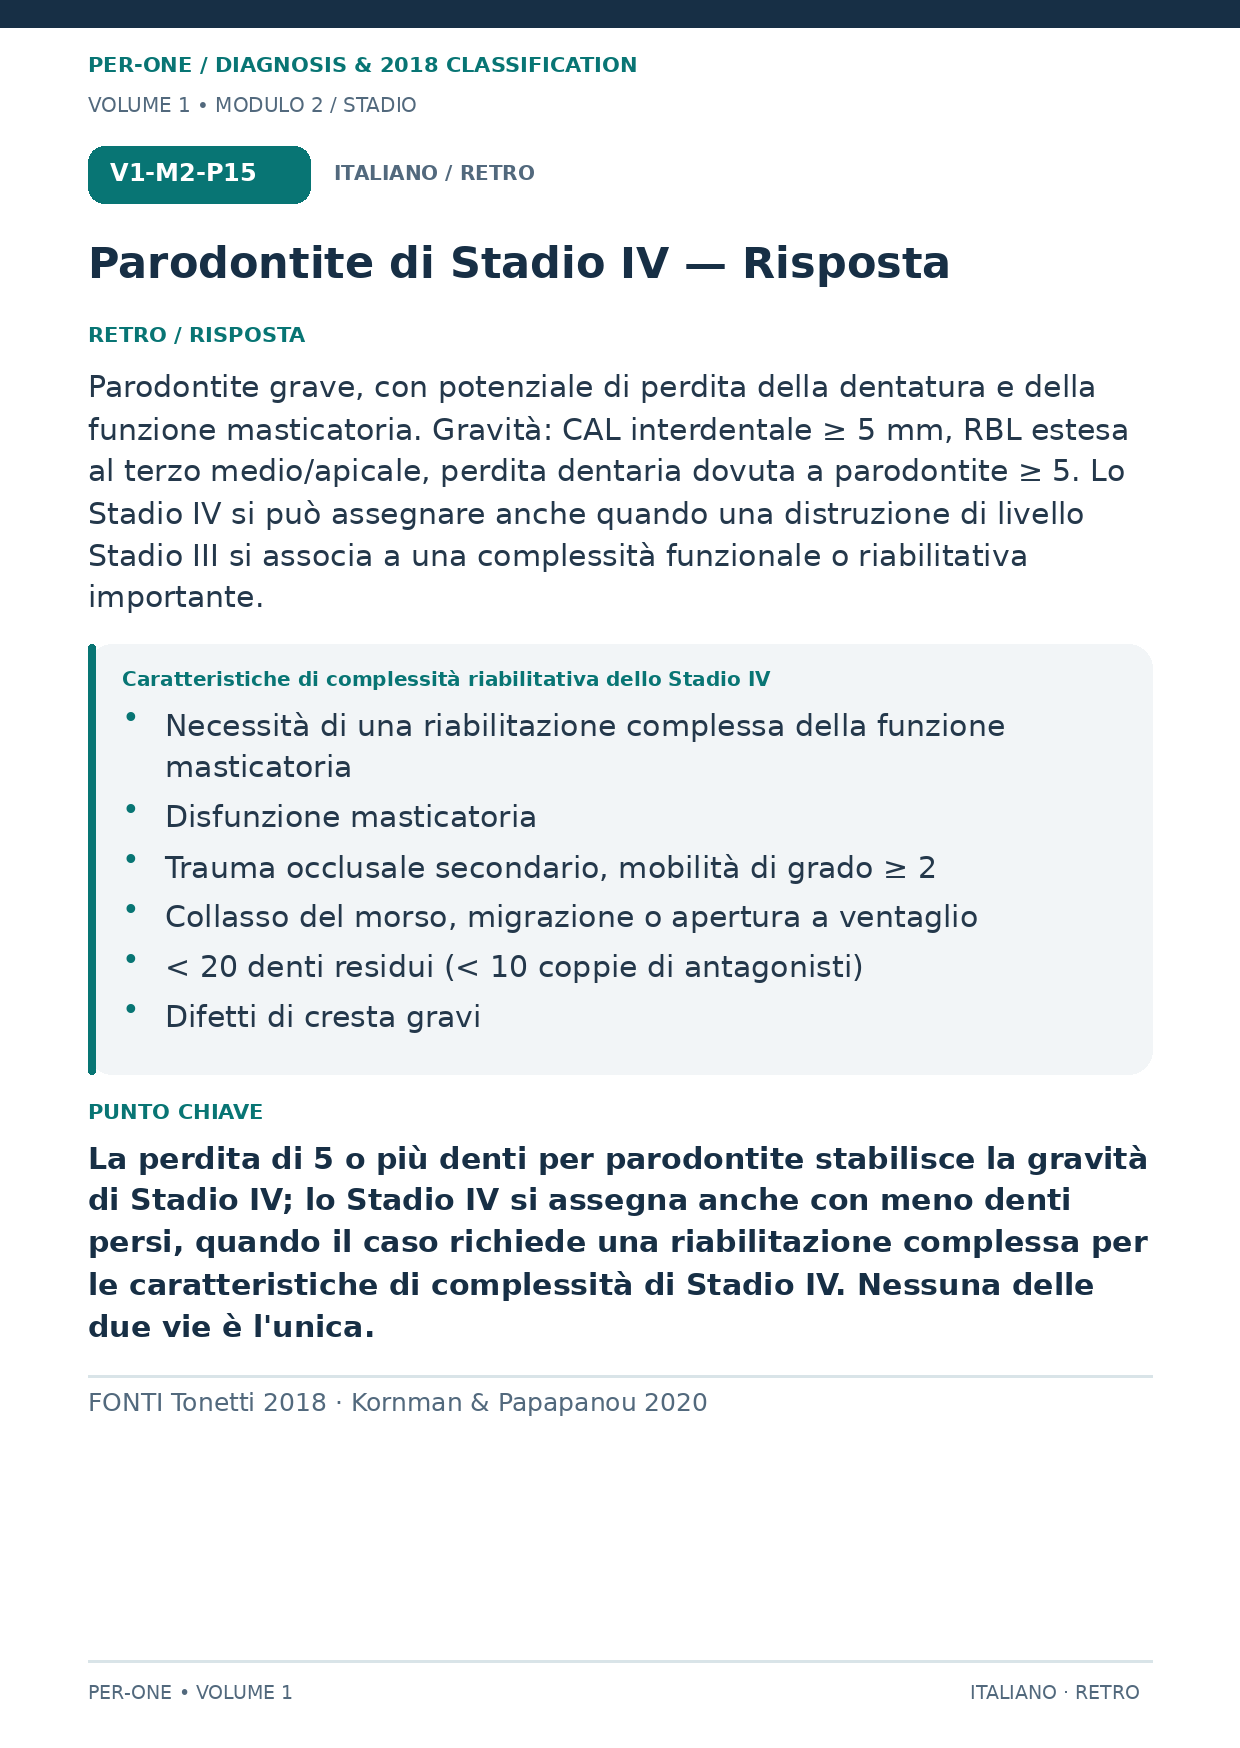 PER-ONE / DIAGNOSIS & 2018 CLASSIFICATION
VOLUME 1 • MODULO 2 / STADIO
V1-M2-P15
ITALIANO / RETRO
Parodontite di Stadio IV — Risposta
RETRO / RISPOSTA
Parodontite grave, con potenziale di perdita della dentatura e della
funzione masticatoria. Gravità: CAL interdentale ≥ 5 mm, RBL estesa
al terzo medio/apicale, perdita dentaria dovuta a parodontite ≥ 5. Lo
Stadio IV si può assegnare anche quando una distruzione di livello
Stadio III si associa a una complessità funzionale o riabilitativa
importante.
Caratteristiche di complessità riabilitativa dello Stadio IV
• Necessità di una riabilitazione complessa della funzione
masticatoria
• Disfunzione masticatoria
• Trauma occlusale secondario, mobilità di grado ≥ 2
• Collasso del morso, migrazione o apertura a ventaglio
• < 20 denti residui (< 10 coppie di antagonisti)
• Difetti di cresta gravi
PUNTO CHIAVE
La perdita di 5 o più denti per parodontite stabilisce la gravità
di Stadio IV; lo Stadio IV si assegna anche con meno denti
persi, quando il caso richiede una riabilitazione complessa per
le caratteristiche di complessità di Stadio IV. Nessuna delle
due vie è l'unica.
FONTI Tonetti 2018 · Kornman & Papapanou 2020
PER-ONE • VOLUME 1
ITALIANO · RETRO